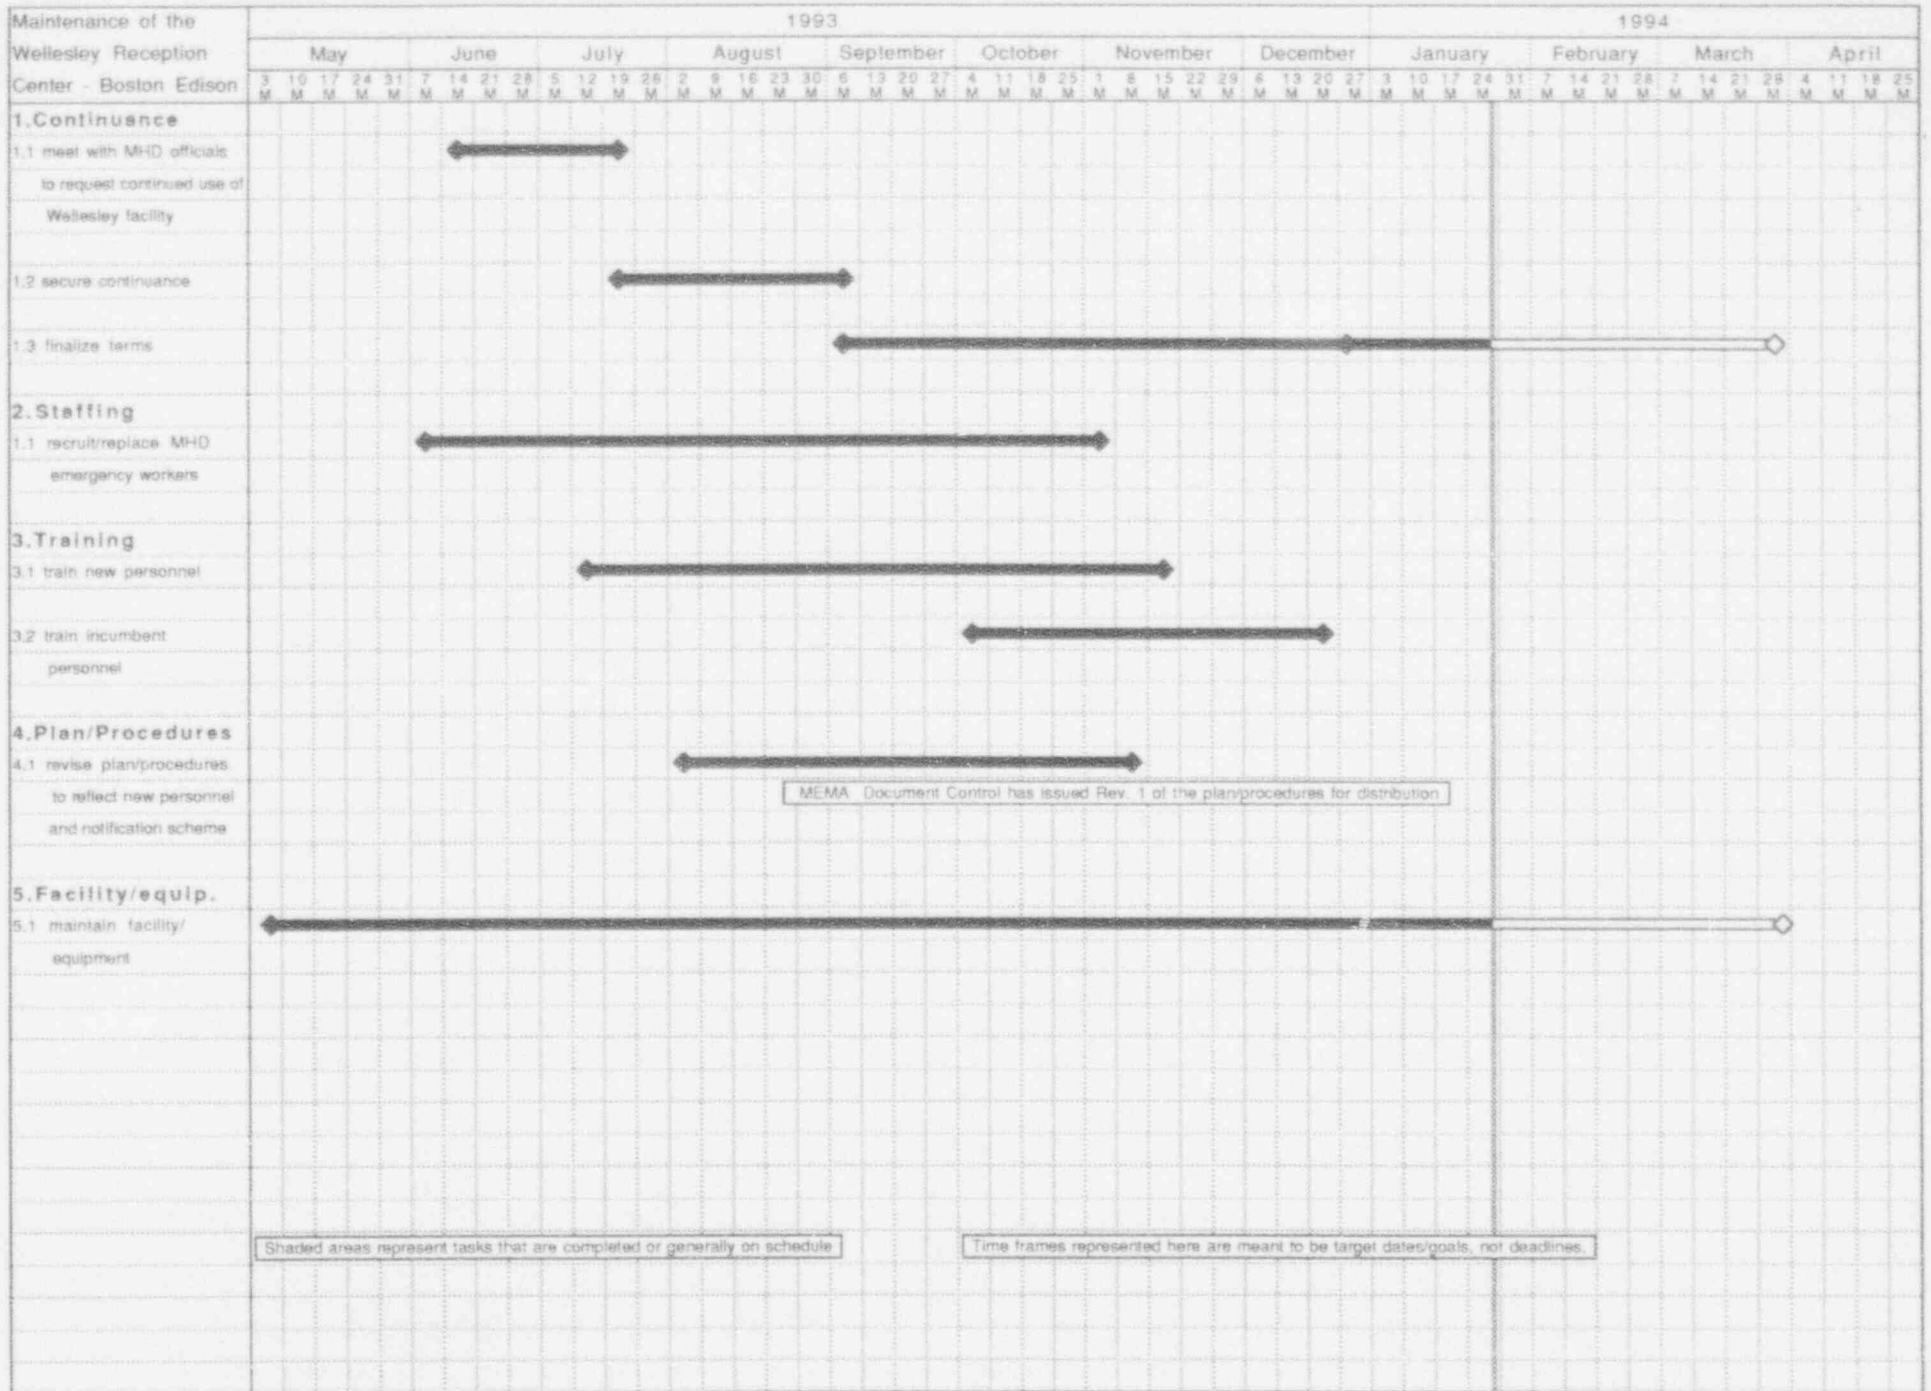 Maintenance of the
Wellesley Reception
Center - Boston Edison
1993
1994
May June July August September October November December January February March April
3 10 17 24 31 7 14 21 28 5 12 19 26 2 9 16 23 30 6 13 20 27 4 11 18 25 1 8 15 22 29 6 13 20 27 3 10 17 24 31 7 14 21 28 7 14 21 28 4 11 18 25
M M M M M M M M M M M M M M M M M M M M M M M M M M M M M M M M M M M M M M M M M M M M M M M M M M M M
1.Continuance
1.1 meet with MHD officials
to request continued use of
Wellesley facility
1.2 secure continuance
1.3 finalize terms
2.Staffing
1.1 recruit/replace MHD
emergency workers
3.Training
3.1 train new personnel
3.2 train incumbent
personnel
4.Plan/Procedures
4.1 revise plan/procedures
to reflect new personnel
and notification scheme
MEMA Document Control has issued Rev. 1 of the plan/procedures for distribution
5.Facility/equip.
5.1 maintain facility/
equipment
Shaded areas represent tasks that are completed or generally on schedule
Time frames represented here are meant to be target dates/goals, not deadlines.